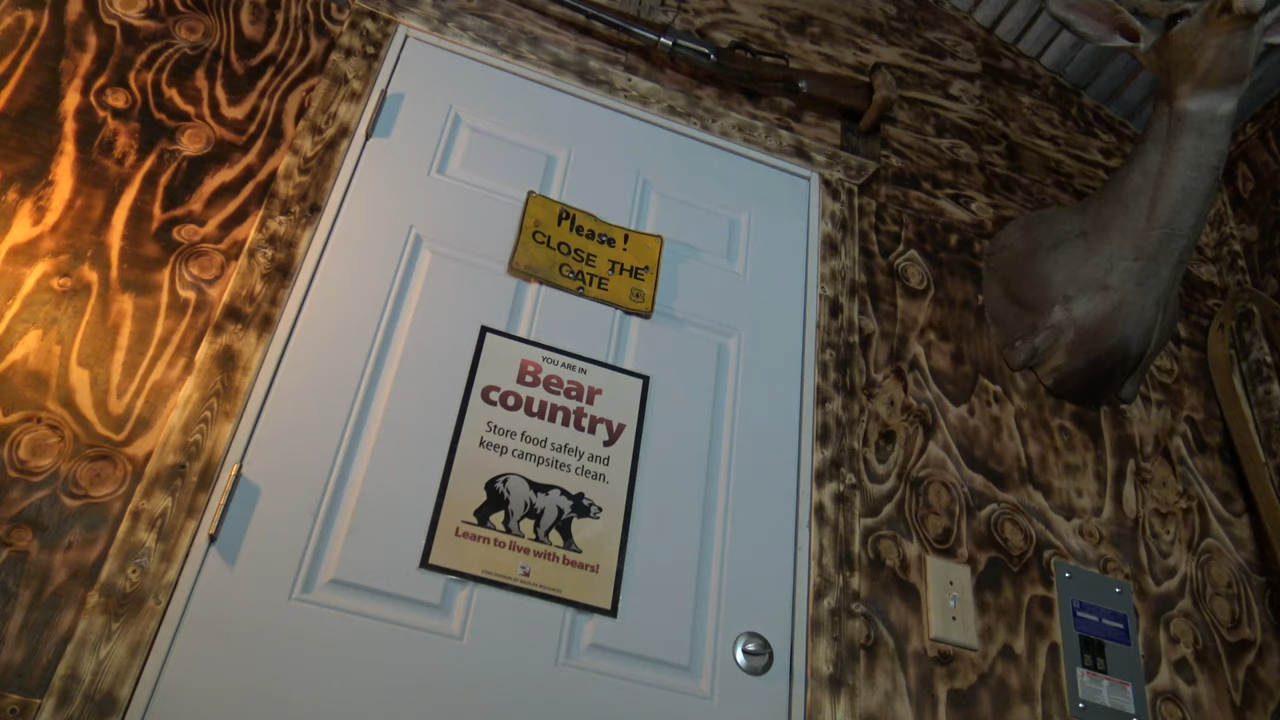 Please!
CLOSE THE
GATE
YOU ARE IN
Bear
country
Store food safely and
keep campsites clean.
Learn to live with bears!